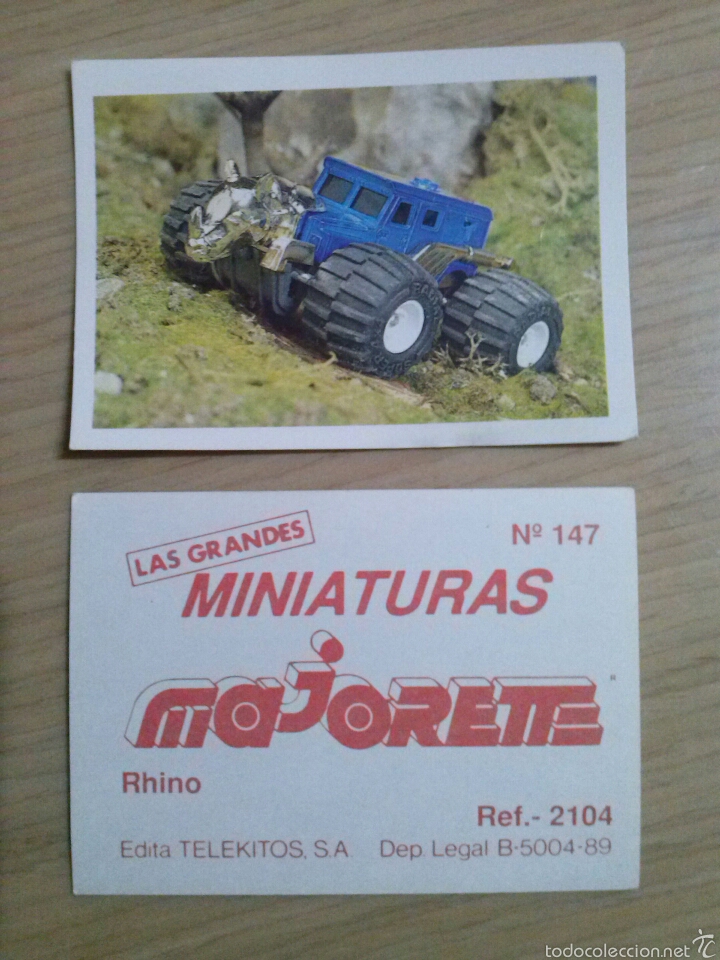 LAS GRANDES
Nº 147
MINIATURAS
majorette
Rhino
Ref.- 2104
Edita TELEKITOS, S.A. Dep. Legal B-5004-89
todocoleccion.net